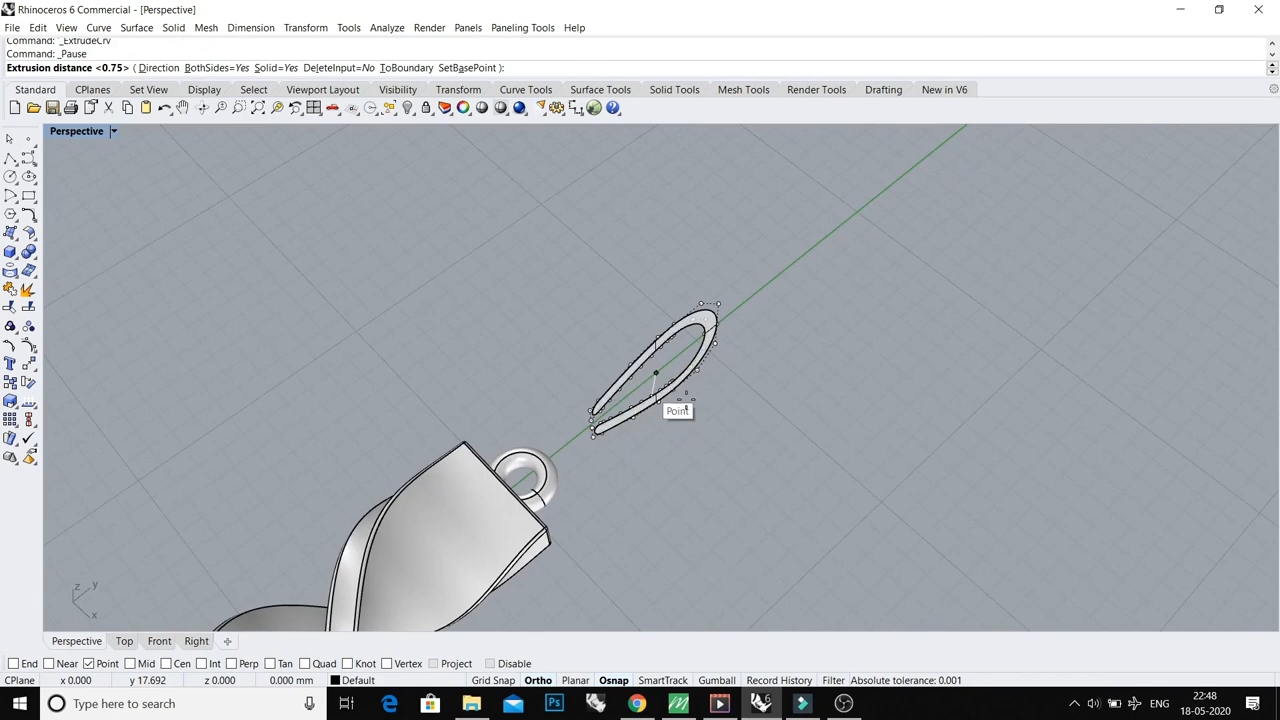 Rhinoceros 6 Commercial - [Perspective]
File Edit View Curve Surface Solid Mesh Dimension Transform Tools Analyze Render Panels Paneling Tools Help
Command: '_ExtrudeCrv
Command: _Pause
Extrusion distance <0.75> ( Direction BothSides=Yes Solid=Yes DeleteInput=No ToBoundary SetBasePoint ):
Standard CPlanes Set View Display Select Viewport Layout Visibility Transform Curve Tools Surface Tools Solid Tools Mesh Tools Render Tools Drafting New in V6
Perspective
Point
z y
x
Perspective Top Front Right
End Near Point Mid Cen Int Perp Tan Quad Knot Vertex Project Disable
CPlane x 0.000 y 17.692 z 0.000 0.000 mm Default Grid Snap Ortho Planar Osnap SmartTrack Gumball Record History Filter Absolute tolerance: 0.001
Type here to search
22:48
ENG
18-05-2020